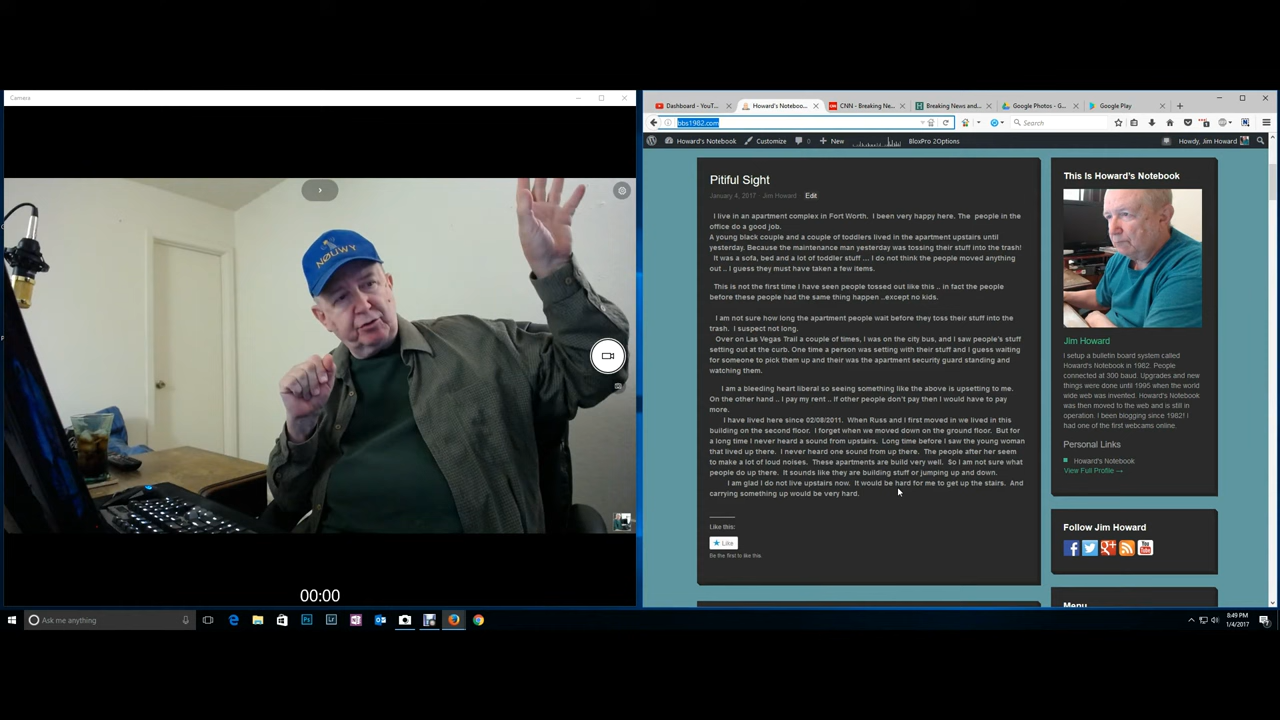 Camera
N0UWY
00:00
Dashboard - YouT...
Howard's Notebo...
CNN - Breaking Ne...
Breaking News and...
Google Photos - G...
Google Play
bbs1982.com
Search
Howard's Notebook
Customize
0
New
BloxPro 2Options
Howdy, Jim Howard
Pitiful Sight
January 4, 2017 - Jim Howard Edit
I live in an apartment complex in Fort Worth. I been very happy here. The people in the
office do a good job.
A young black couple and a couple of toddlers lived in the apartment upstairs until
yesterday. Because the maintenance man yesterday was tossing their stuff into the trash!
It was a sofa, bed and a lot of toddler stuff ... I do not think the people moved anything
out .. I guess they must have taken a few items.
This is not the first time I have seen people tossed out like this .. in fact the people
before these people had the same thing happen ..except no kids.
I am not sure how long the apartment people wait before they toss their stuff into the
trash. I suspect not long.
Over on Las Vegas Trail a couple of times, I was on the city bus, and I saw people's stuff
setting out at the curb. One time a person was setting with their stuff and I guess waiting
for someone to pick them up and their was the apartment security guard standing and
watching them.
I am a bleeding heart liberal so seeing something like the above is upsetting to me.
On the other hand .. I pay my rent .. If other people don't pay then I would have to pay
more.
I have lived here since 02/08/2011. When Russ and I first moved in we lived in this
building on the second floor. I forget when we moved down on the ground floor. But for
a long time I never heard a sound from upstairs. Long time before I saw the young woman
that lived up there. I never heard one sound from up there. The people after her seem
to make a lot of loud noises. These apartments are build very well. So I am not sure what
people do up there. It sounds like they are building stuff or jumping up and down.
I am glad I do not live upstairs now. It would be hard for me to get up the stairs. And
carrying something up would be very hard.
Like this:
Like
Be the first to like this.
This Is Howard's Notebook
Jim Howard
I setup a bulletin board system called
Howard's Notebook in 1982. People
connected at 300 baud. Upgrades and new
things were done until 1995 when the world
wide web was invented. Howard's Notebook
was then moved to the web and is still in
operation. I been blogging since 1982! I
had one of the first webcams online.
Personal Links
Howard's Notebook
View Full Profile →
Follow Jim Howard
You
Tube
Menu
Ask me anything
8:49 PM
1/4/2017